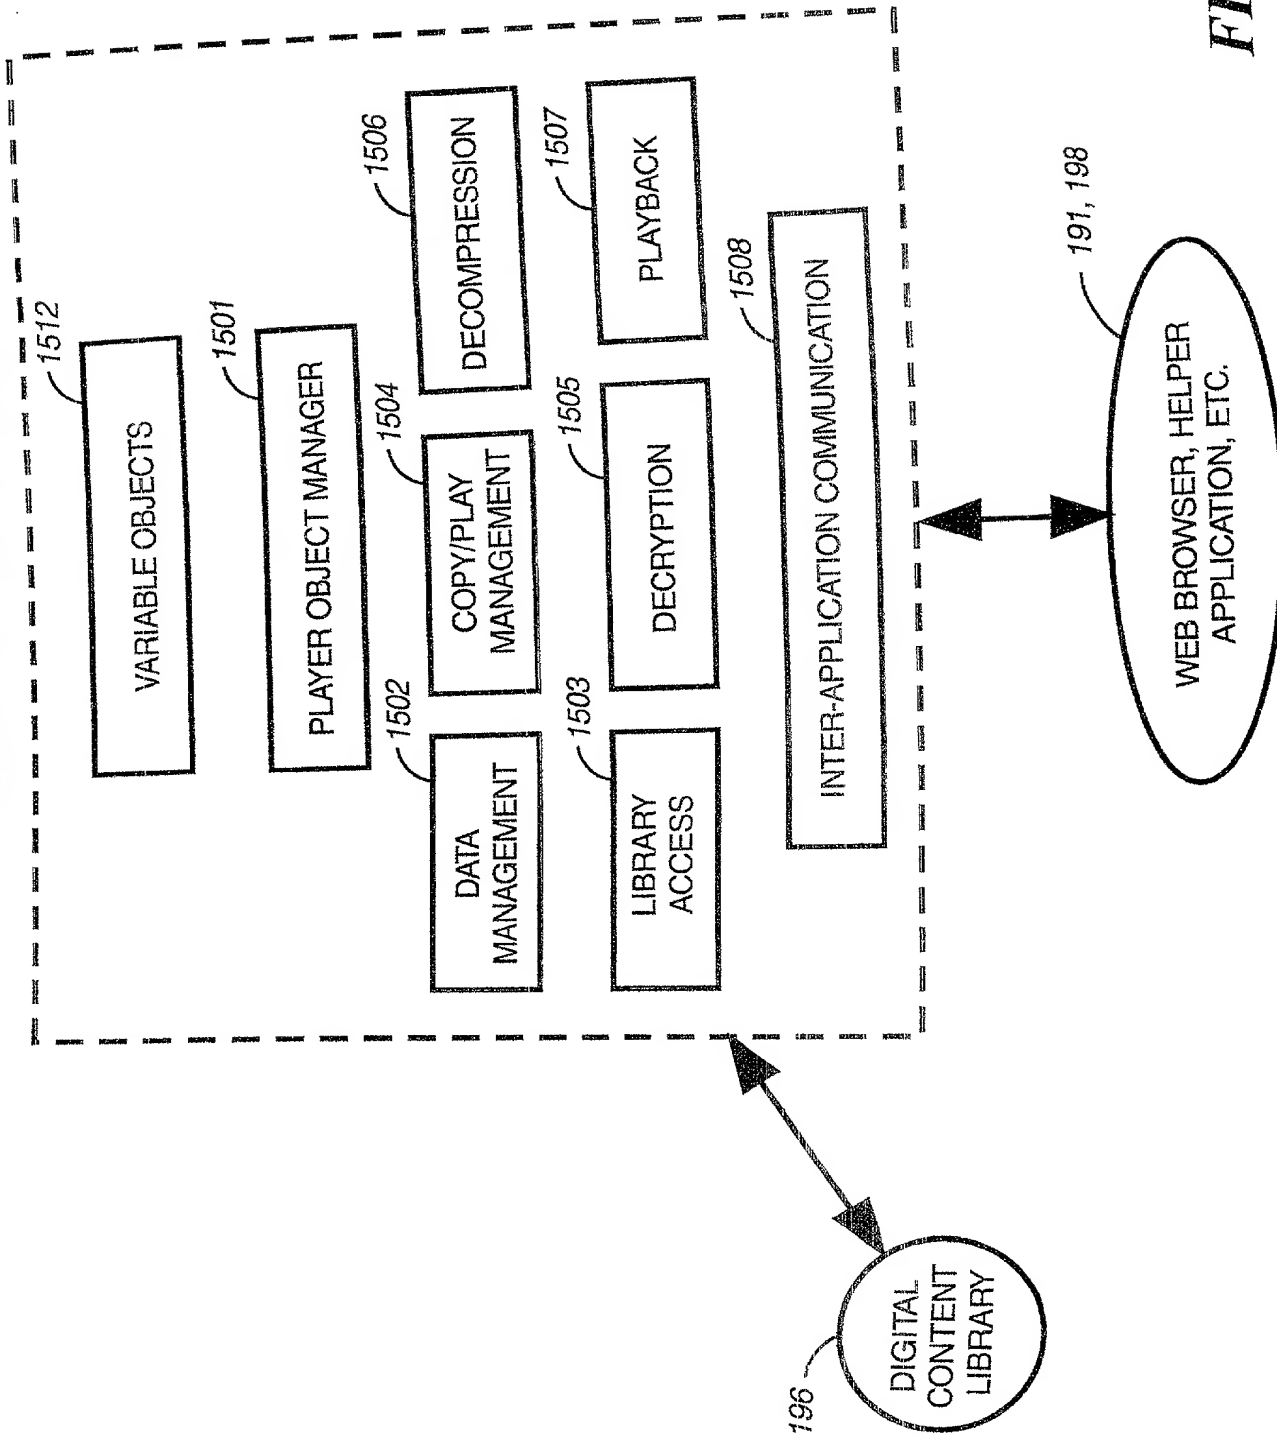 1512
VARIABLE OBJECTS
1501
PLAYER OBJECT MANAGER
1502
DATA
MANAGEMENT
1504
COPY/PLAY
MANAGEMENT
1506
DECOMPRESSION
1503
LIBRARY
ACCESS
1505
DECRYPTION
1507
PLAYBACK
1508
INTER-APPLICATION COMMUNICATION
196
DIGITAL
CONTENT
LIBRARY
191, 198
WEB BROWSER, HELPER
APPLICATION, ETC.